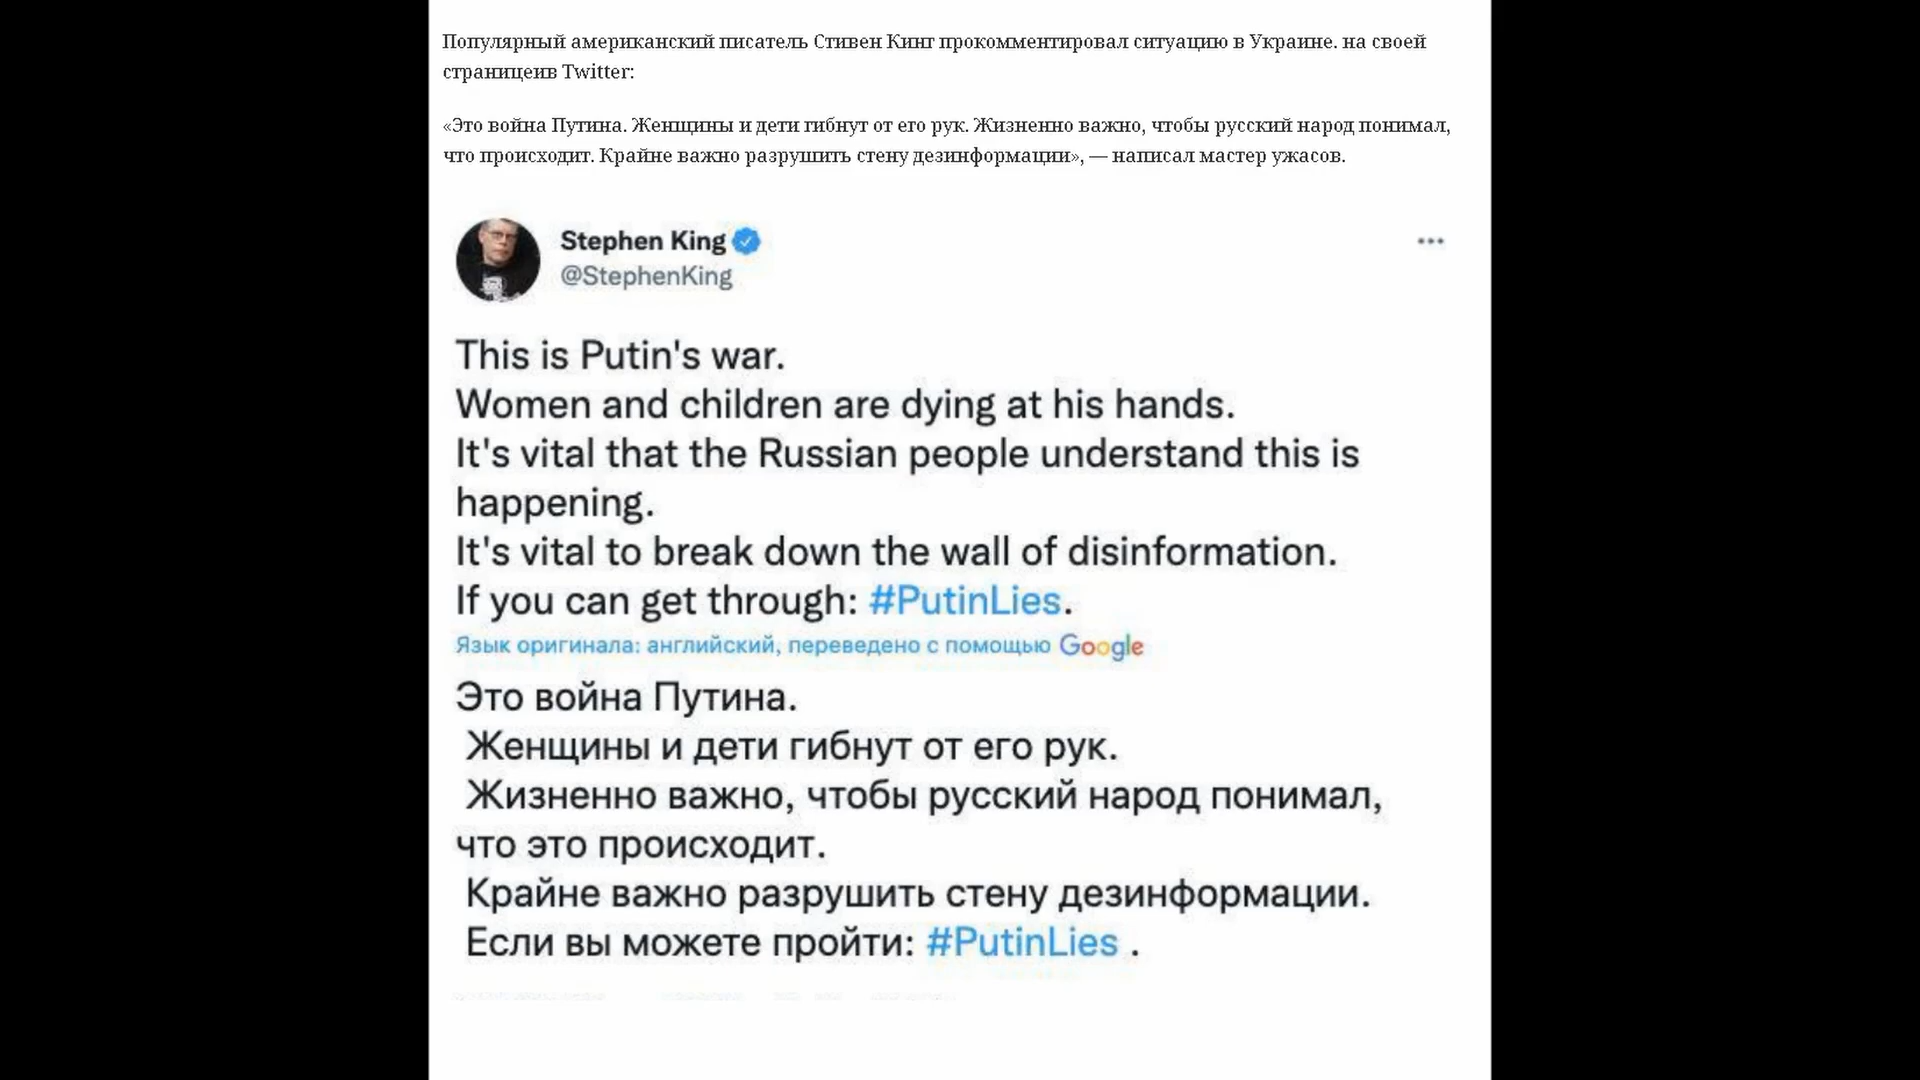 Популярный американский писатель Стивен Кинг прокомментировал ситуацию в Украине. на своей
страницеив Twitter:
«Это война Путина. Женщины и дети гибнут от его рук. Жизненно важно, чтобы русский народ понимал,
что происходит. Крайне важно разрушить стену дезинформации», — написал мастер ужасов.
Stephen King
@StephenKing
This is Putin's war.
Women and children are dying at his hands.
It's vital that the Russian people understand this is
happening.
It's vital to break down the wall of disinformation.
If you can get through: #PutinLies.
Язык оригинала: английский, переведено с помощью Google
Это война Путина.
Женщины и дети гибнут от его рук.
Жизненно важно, чтобы русский народ понимал,
что это происходит.
Крайне важно разрушить стену дезинформации.
Если вы можете пройти: #PutinLies .